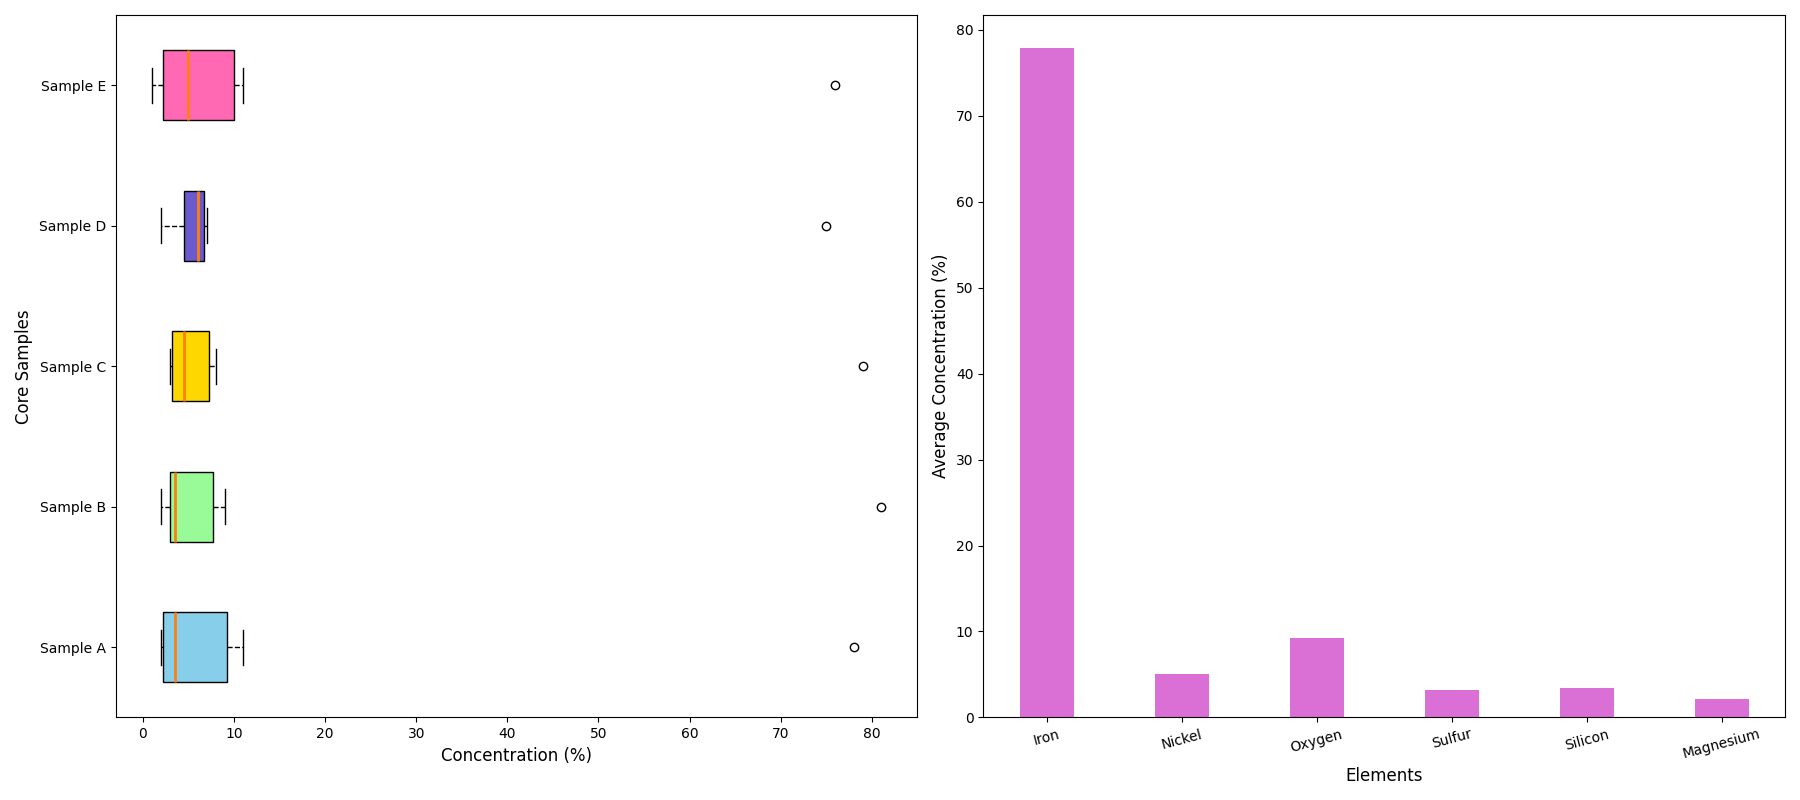 Core Samples
Sample E
Sample D
Sample C
Sample B
Sample A
0 10 20 30 40 50 60 70 80
Concentration (%)
Average Concentration (%)
80
70
60
50
40
30
20
10
0
Iron Nickel Oxygen Sulfur Silicon Magnesium
Elements